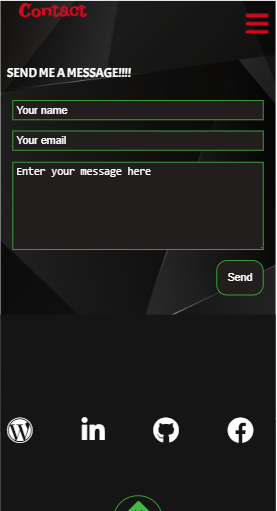 Contact
SEND ME A MESSAGE!!!!
Your name
Your email
Enter your message here
Send
in